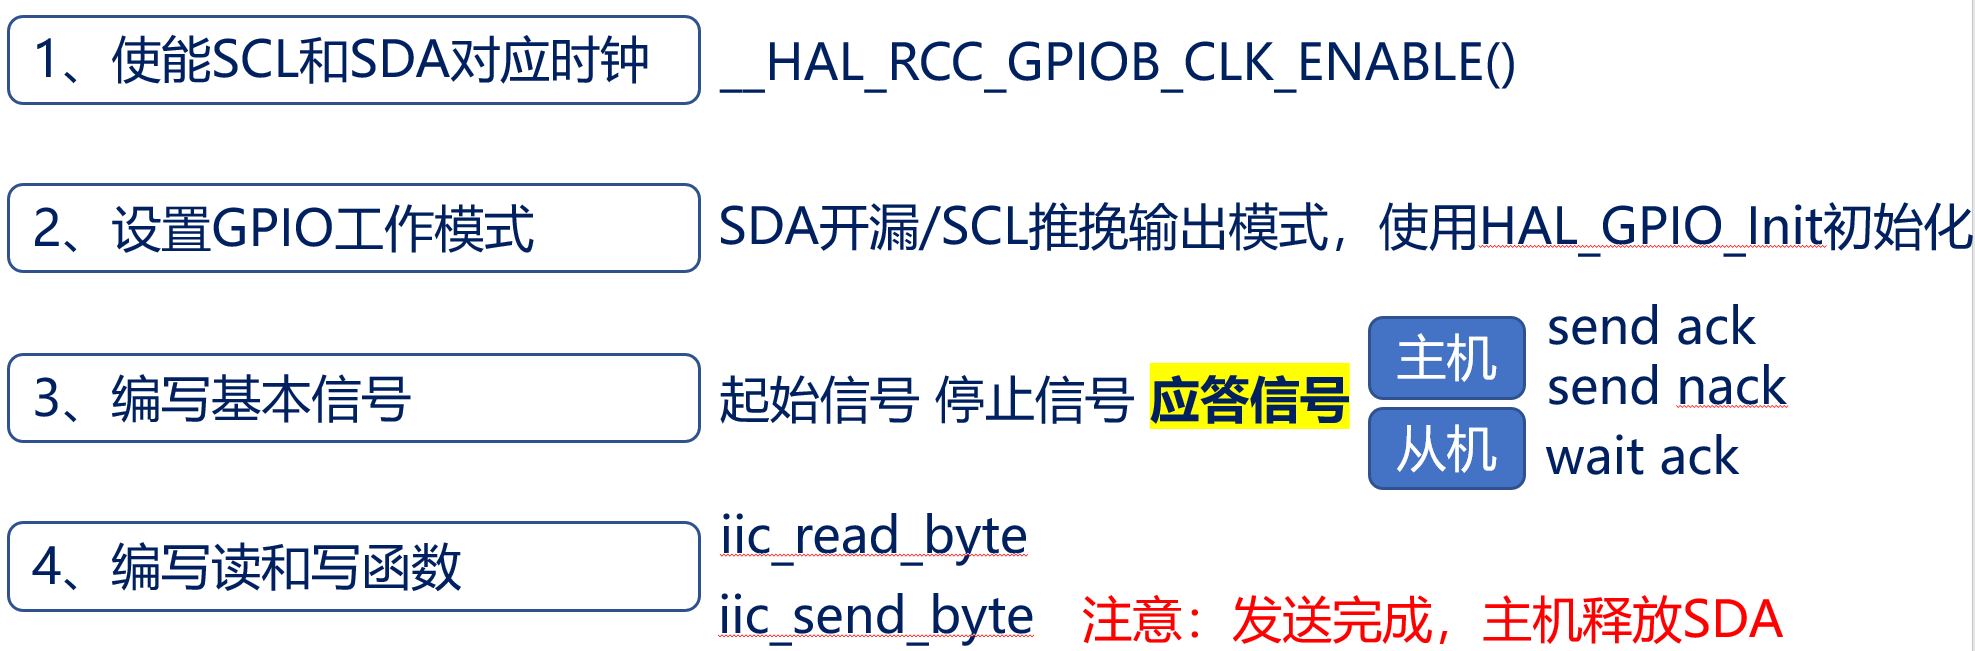 1、使能SCL和SDA对应时钟
__HAL_RCC_GPIOB_CLK_ENABLE()
2、设置GPIO工作模式
SDA开漏/SCL推挽输出模式，使用HAL_GPIO_Init初始化
3、编写基本信号
起始信号 停止信号 应答信号
主机
send ack
send nack
从机
wait ack
4、编写读和写函数
iic_read_byte
iic_send_byte
注意：发送完成，主机释放SDA